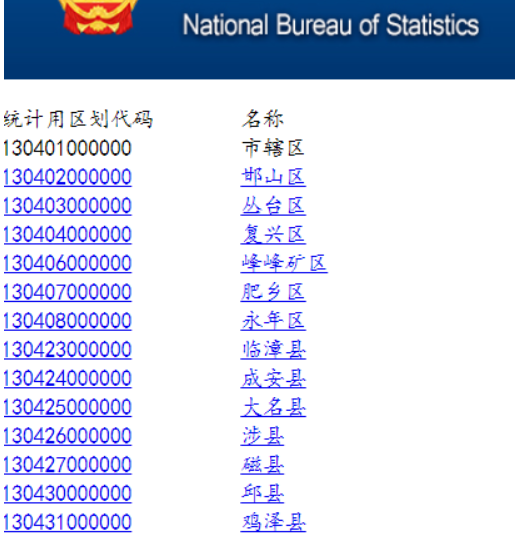 National Bureau of Statistics
统计用区划代码 名称
130401000000 市辖区
130402000000 邯山区
130403000000 丛台区
130404000000 复兴区
130406000000 峰峰矿区
130407000000 肥乡区
130408000000 永年区
130423000000 临漳县
130424000000 成安县
130425000000 大名县
130426000000 涉县
130427000000 磁县
130430000000 邱县
130431000000 鸡泽县